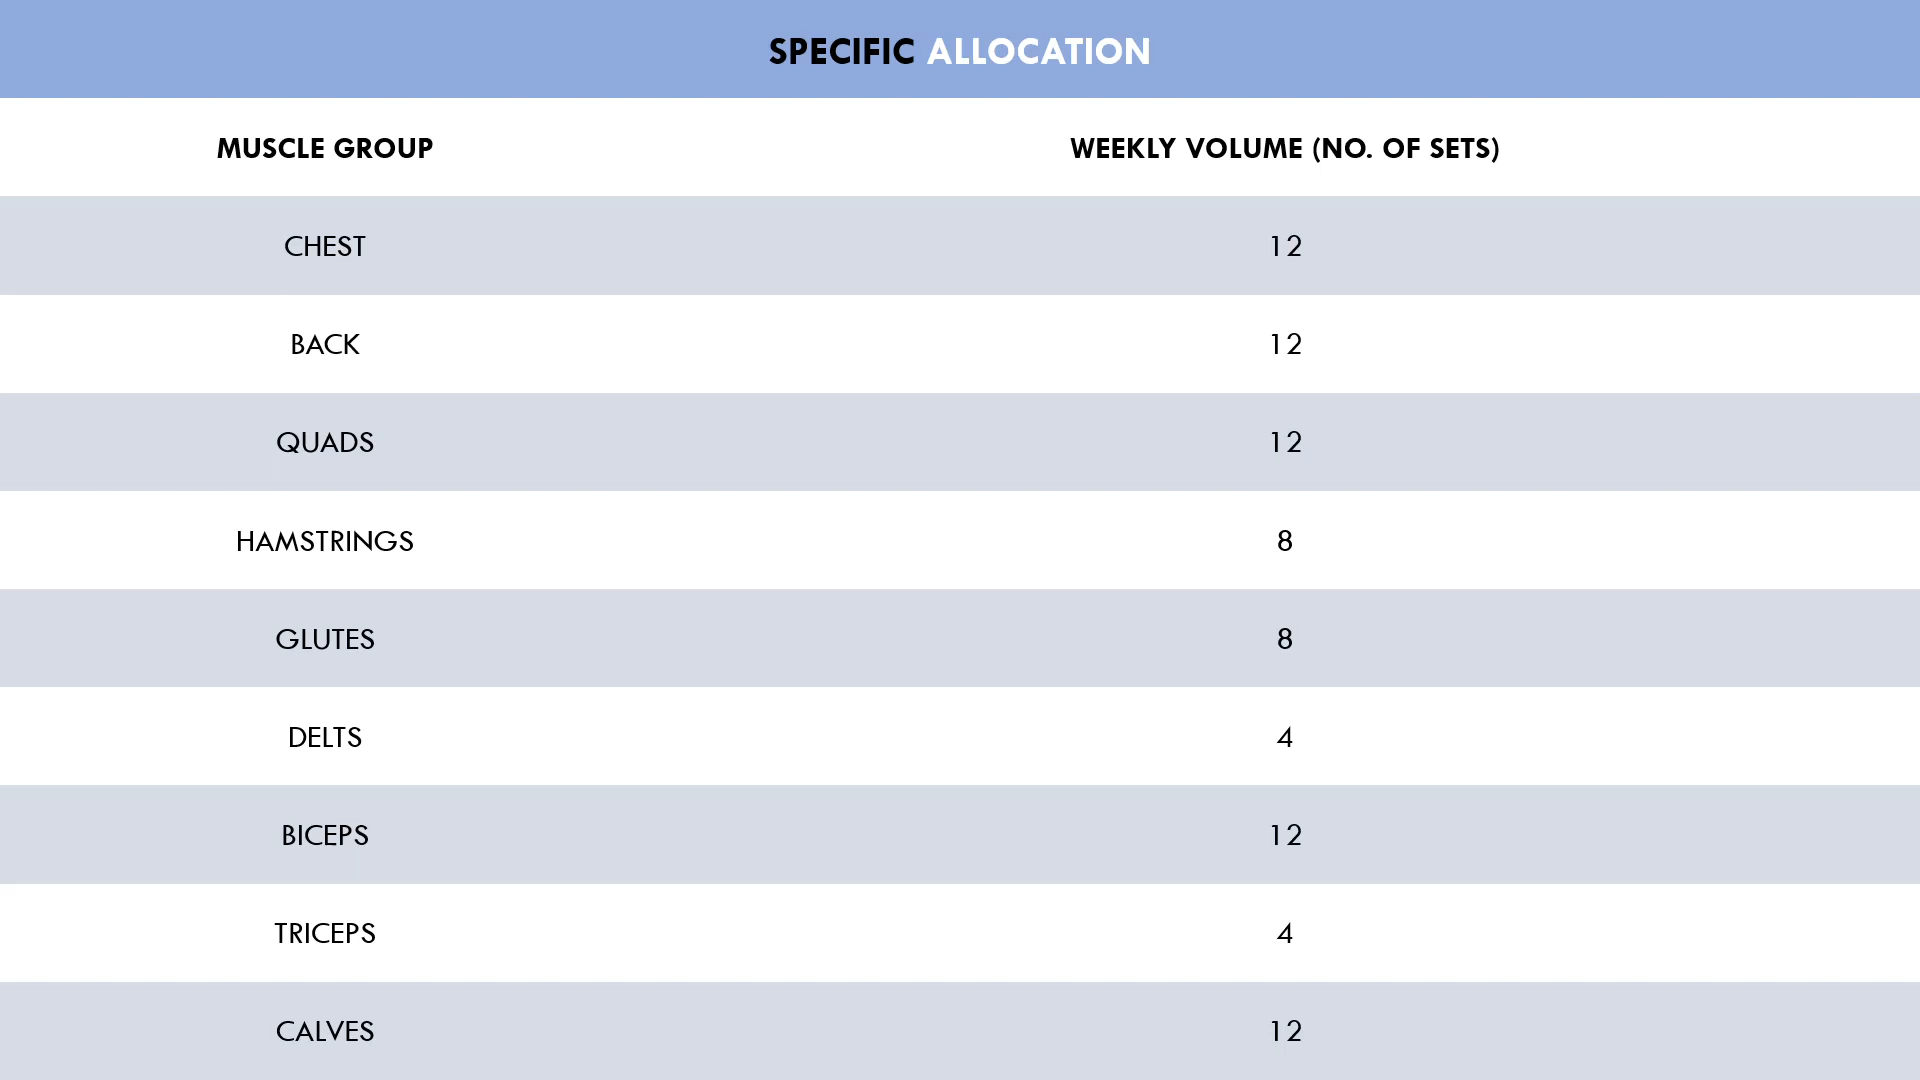 SPECIFIC ALLOCATION
MUSCLE GROUP WEEKLY VOLUME (NO. OF SETS)
CHEST 12
BACK 12
QUADS 12
HAMSTRINGS 8
GLUTES 8
DELTS 4
BICEPS 12
TRICEPS 4
CALVES 12